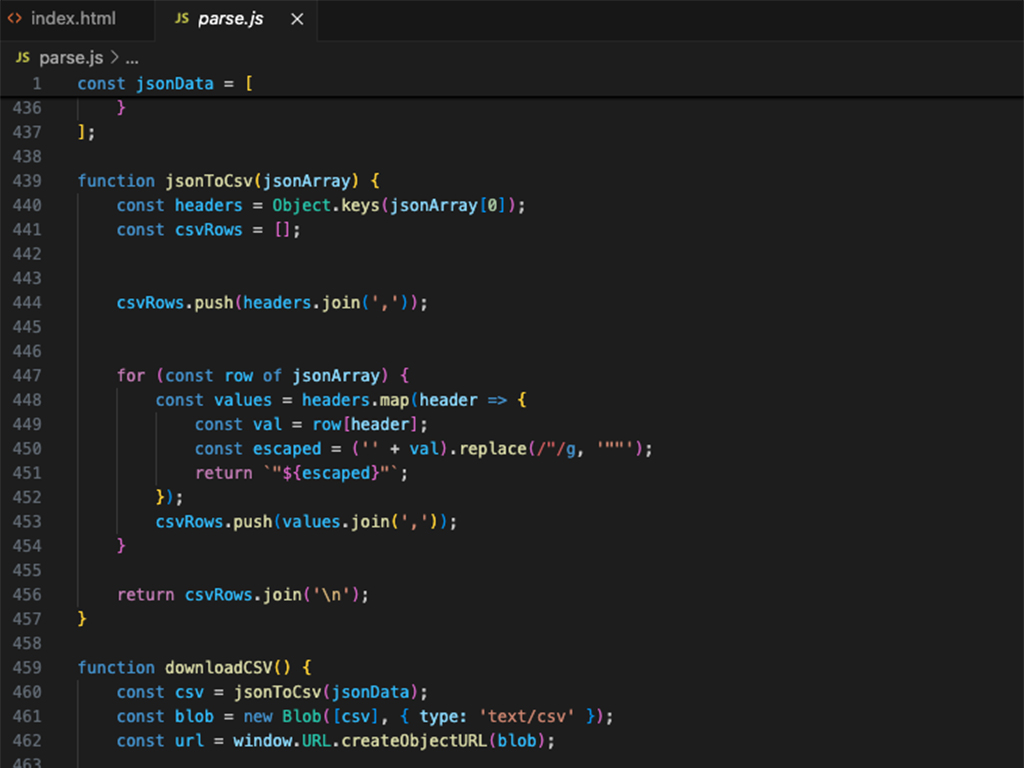 <> index.html JS parse.js ×
JS parse.js > ...
1 const jsonData = [
436 }
437 ];
438
439 function jsonToCsv(jsonArray) {
440 const headers = Object.keys(jsonArray[0]);
441 const csvRows = [];
442
443
444 csvRows.push(headers.join(','));
445
446
447 for (const row of jsonArray) {
448 const values = headers.map(header => {
449 const val = row[header];
450 const escaped = ('' + val).replace(/"/g, '""');
451 return `"${escaped}"`;
452 });
453 csvRows.push(values.join(','));
454 }
455
456 return csvRows.join('\n');
457 }
458
459 function downloadCSV() {
460 const csv = jsonToCsv(jsonData);
461 const blob = new Blob([csv], { type: 'text/csv' });
462 const url = window.URL.createObjectURL(blob);
463